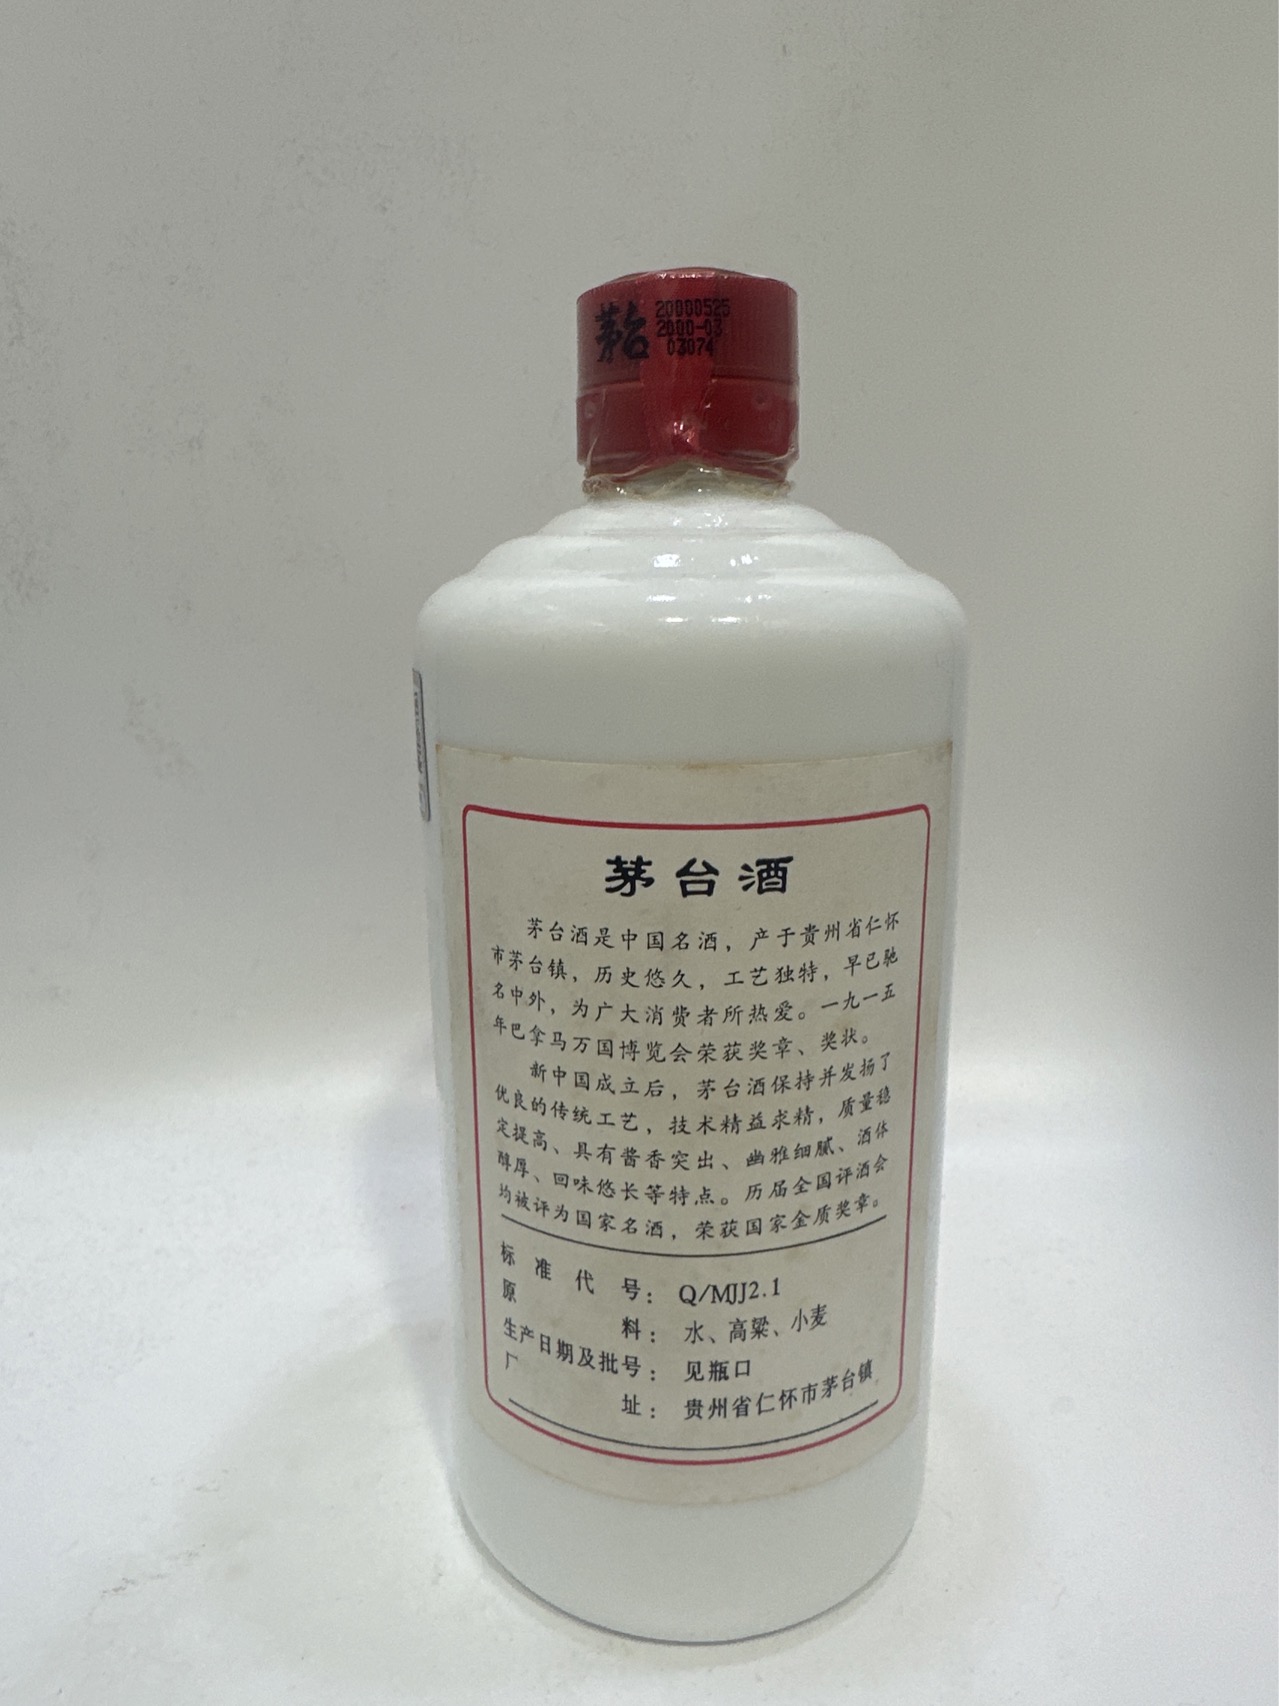 茅台
20000525
2000-03
03074
茅台酒
茅台酒是中国名酒，产于贵州省仁怀
市茅台镇，历史悠久，工艺独特，早已驰
名中外，为广大消费者所热爱。一九一五
年巴拿马万国博览会荣获奖章、奖状。
新中国成立后，茅台酒保持并发扬了
优良的传统工艺，技术精益求精，质量稳
定提高、具有酱香突出、幽雅细腻、酒体
醇厚、回味悠长等特点。历届全国评酒会
均被评为国家名酒，荣获国家金质奖章。
标准代号：Q/MJJ2.1
原料：水、高粱、小麦
生产日期及批号：见瓶口
厂址：贵州省仁怀市茅台镇